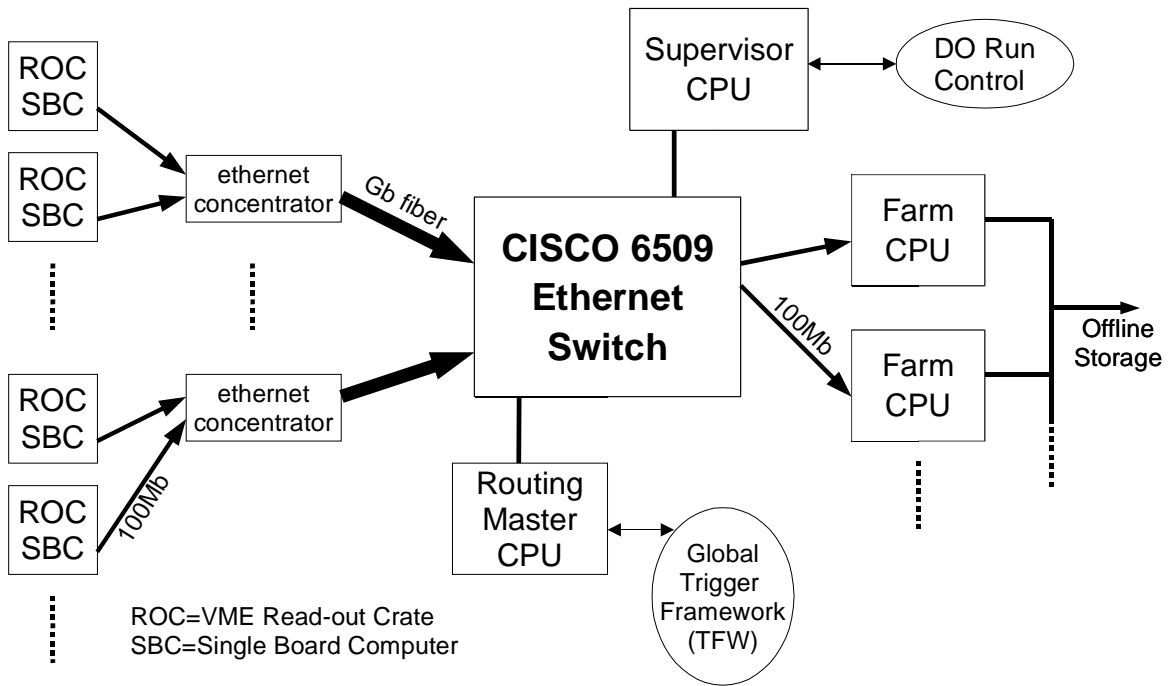 ROC
SBC
ROC
SBC
ethernet
concentrator
Gb fiber
Supervisor
CPU
DO Run
Control
CISCO 6509
Ethernet
Switch
Farm
CPU
100Mb
Farm
CPU
Offline
Storage
ROC
SBC
ethernet
concentrator
ROC
SBC
100Mb
Routing
Master
CPU
Global
Trigger
Framework
(TFW)
ROC=VME Read-out Crate
SBC=Single Board Computer